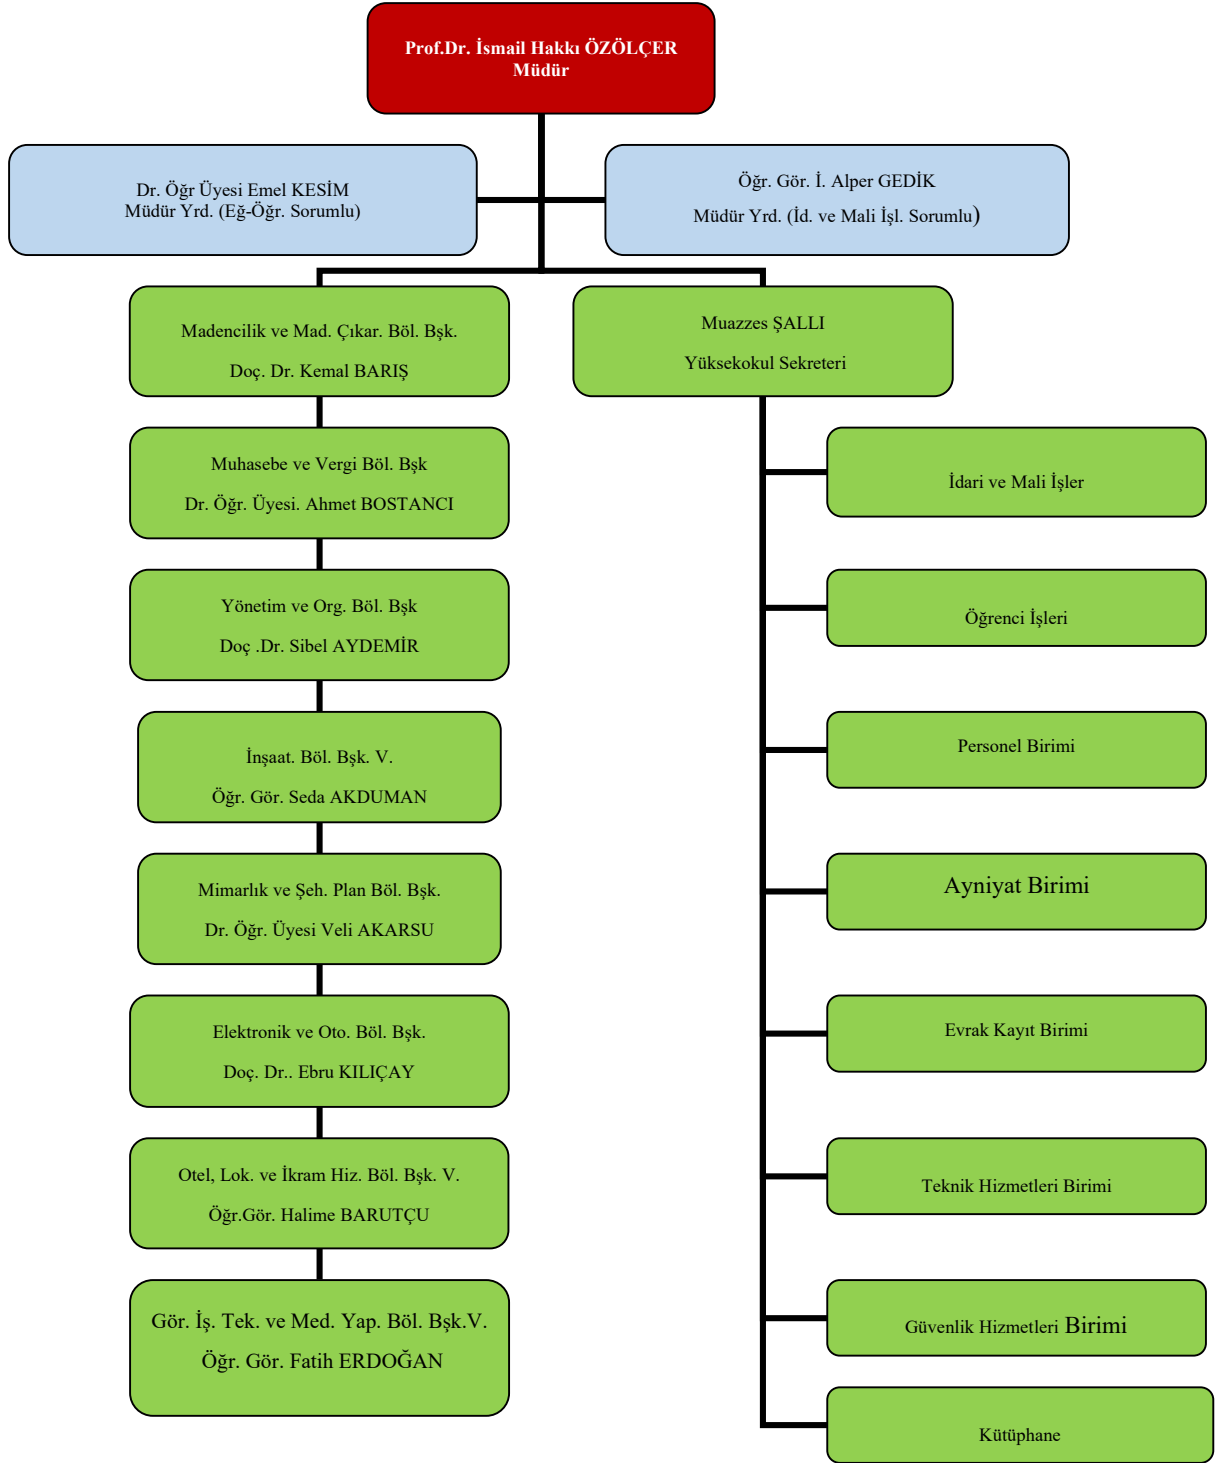 Prof.Dr. İsmail Hakkı ÖZÖLÇER
Müdür
Dr. Öğr Üyesi Emel KESİM
Müdür Yrd. (Eğ-Öğr. Sorumlu)
Öğr. Gör. İ. Alper GEDİK
Müdür Yrd. (İd. ve Mali İşl. Sorumlu)
Madencilik ve Mad. Çıkar. Böl. Bşk.
Doç. Dr. Kemal BARIŞ
Muhasebe ve Vergi Böl. Bşk
Dr. Öğr. Üyesi. Ahmet BOSTANCI
Yönetim ve Org. Böl. Bşk
Doç .Dr. Sibel AYDEMİR
İnşaat. Böl. Bşk. V.
Öğr. Gör. Seda AKDUMAN
Mimarlık ve Şeh. Plan Böl. Bşk.
Dr. Öğr. Üyesi Veli AKARSU
Elektronik ve Oto. Böl. Bşk.
Doç. Dr.. Ebru KILIÇAY
Otel, Lok. ve İkram Hiz. Böl. Bşk. V.
Öğr.Gör. Halime BARUTÇU
Gör. İş. Tek. ve Med. Yap. Böl. Bşk.V.
Öğr. Gör. Fatih ERDOĞAN
Muazzes ŞALLI
Yüksekokul Sekreteri
İdari ve Mali İşler
Öğrenci İşleri
Personel Birimi
Ayniyat Birimi
Evrak Kayıt Birimi
Teknik Hizmetleri Birimi
Güvenlik Hizmetleri Birimi
Kütüphane